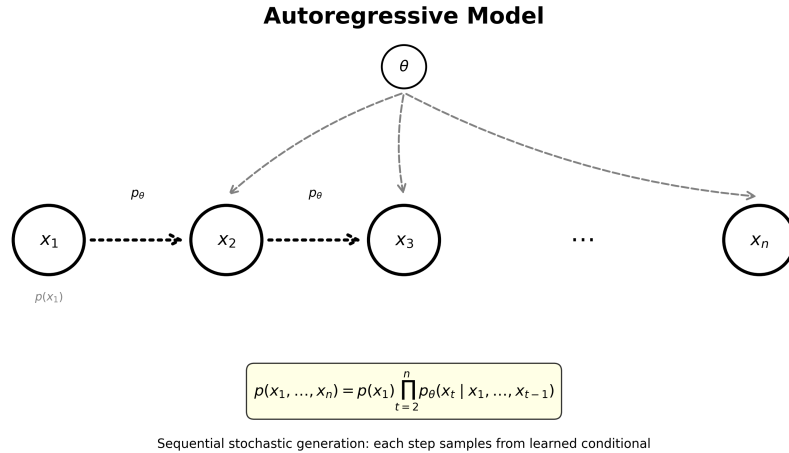 Autoregressive Model
θ
p_θ p_θ
x_1 x_2 x_3 ⋯ x_n
p(x_1)
p(x_1, …, x_n) = p(x_1) ∏_{t=2}^{n} p_θ(x_t | x_1, …, x_{t−1})
Sequential stochastic generation: each step samples from learned conditional